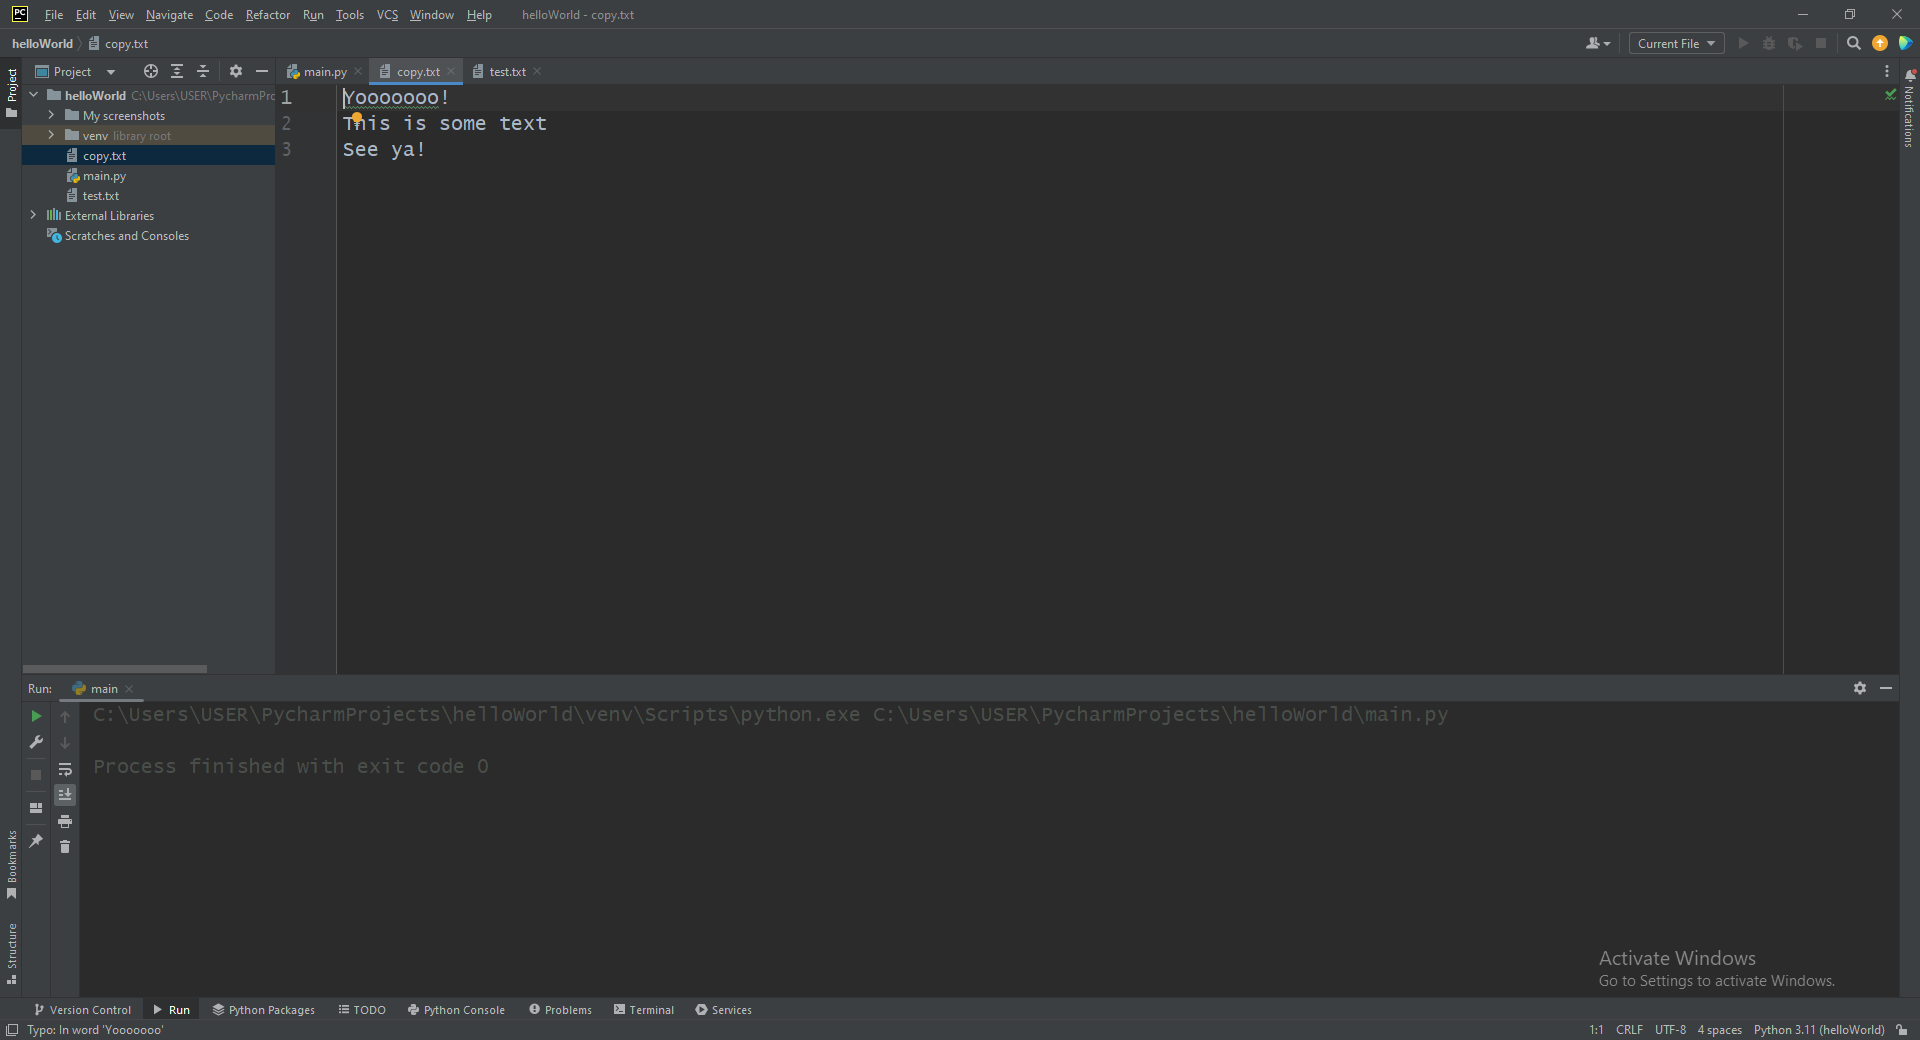 PC File Edit View Navigate Code Refactor Run Tools VCS Window Help helloWorld - copy.txt
helloWorld copy.txt Current File
Project main.py copy.txt test.txt
Project
helloWorld C:\Users\USER\PycharmPrc
My screenshots
venv library root
copy.txt
main.py
test.txt
External Libraries
Scratches and Consoles
1 Yooooooo!
2 This is some text
3 See ya!
Notifications
Run: main
C:\Users\USER\PycharmProjects\helloWorld\venv\Scripts\python.exe C:\Users\USER\PycharmProjects\helloWorld\main.py
Process finished with exit code 0
Bookmarks
Structure
Activate Windows
Go to Settings to activate Windows.
Version Control Run Python Packages TODO Python Console Problems Terminal Services
Typo: In word 'Yooooooo' 1:1 CRLF UTF-8 4 spaces Python 3.11 (helloWorld)